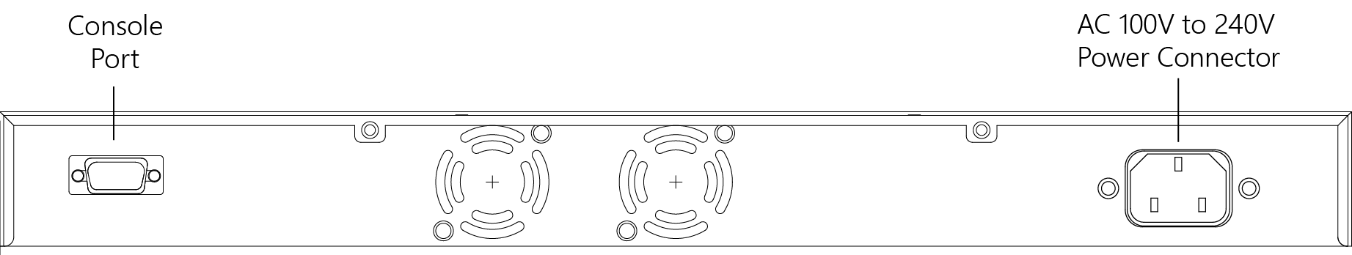 Console
Port
AC 100V to 240V
Power Connector